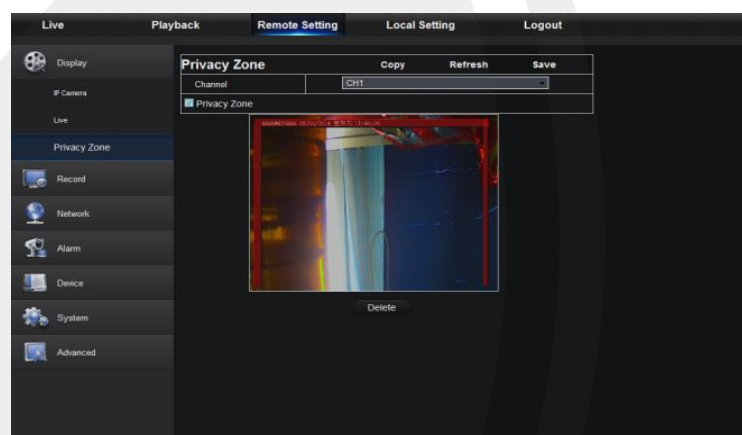 Live Playback Remote Setting Local Setting Logout
Display
IP Camera
Live
Privacy Zone
Record
Network
Alarm
Device
System
Advanced
Privacy Zone Copy Refresh Save
Channel CH1
Privacy Zone
Delete